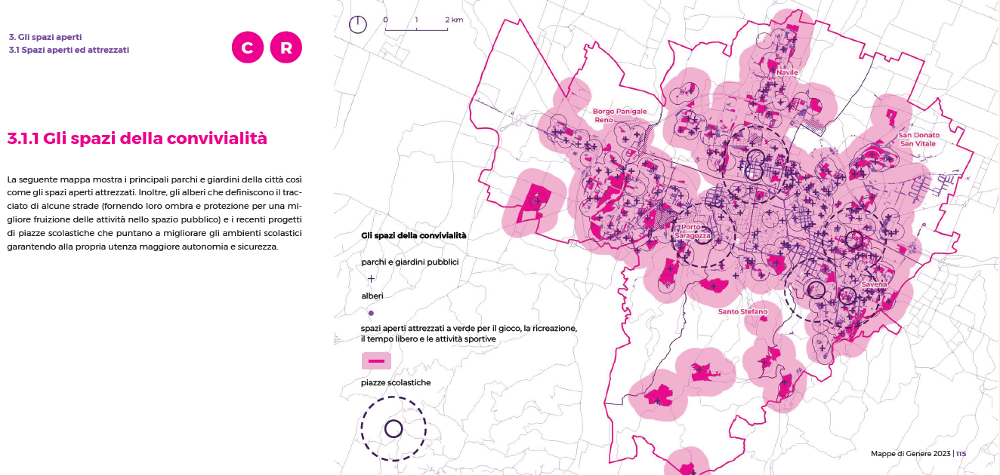 3. Gli spazi aperti
3.1 Spazi aperti ed attrezzati
C R
3.1.1 Gli spazi della convivialità
La seguente mappa mostra i principali parchi e giardini della città così
come gli spazi aperti attrezzati. Inoltre, gli alberi che definiscono il trac-
ciato di alcune strade (fornendo loro ombra e protezione per una mi-
gliore fruizione delle attività nello spazio pubblico) e i recenti progetti
di piazze scolastiche che puntano a migliorare gli ambienti scolastici
garantendo alla propria utenza maggiore autonomia e sicurezza.
0 1 2 km
Navile
Borgo Panigale
Reno
San Donato
San Vitale
Porto
Saragozza
Savena
Santo Stefano
Gli spazi della convivialità
parchi e giardini pubblici
alberi
spazi aperti attrezzati a verde per il gioco, la ricreazione,
il tempo libero e le attività sportive
piazze scolastiche
Mappe di Genere 2023 | 115